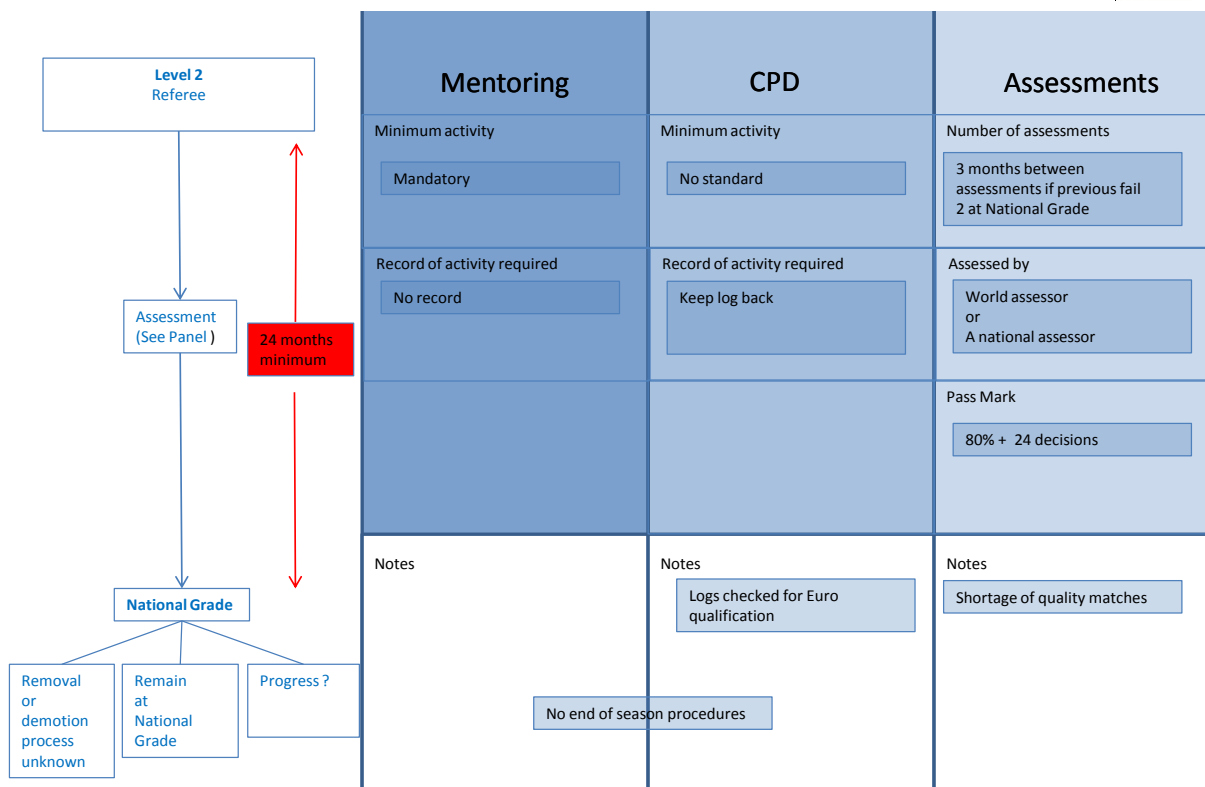 Level 2
Referee
Assessment
(See Panel )
24 months
minimum
National Grade
Removal
or
demotion
process
unknown
Remain
at
National
Grade
Progress ?
Mentoring
Minimum activity
Mandatory
Record of activity required
No record
Notes
CPD
Minimum activity
No standard
Record of activity required
Keep log back
Notes
Logs checked for Euro
qualification
No end of season procedures
Assessments
Number of assessments
3 months between
assessments if previous fail
2 at National Grade
Assessed by
World assessor
or
A national assessor
Pass Mark
80% + 24 decisions
Notes
Shortage of quality matches